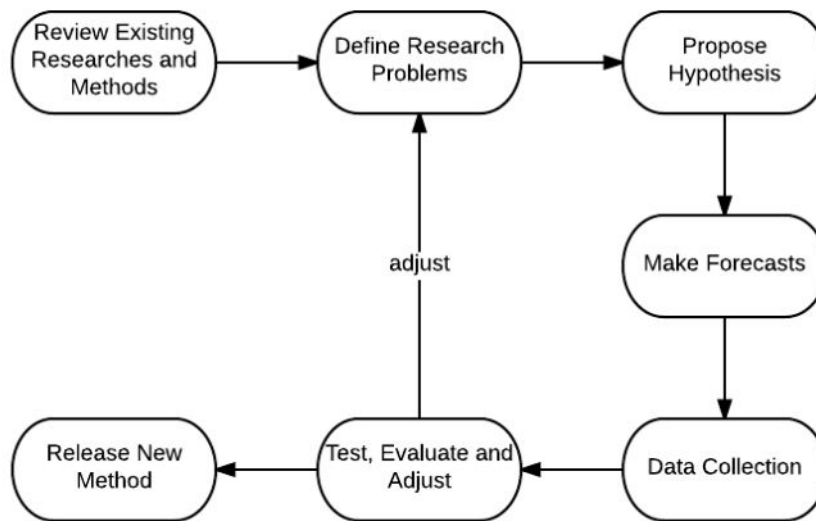 Review Existing
Researches and
Methods
Define Research
Problems
Propose
Hypothesis
Make Forecasts
adjust
Release New
Method
Test, Evaluate and
Adjust
Data Collection